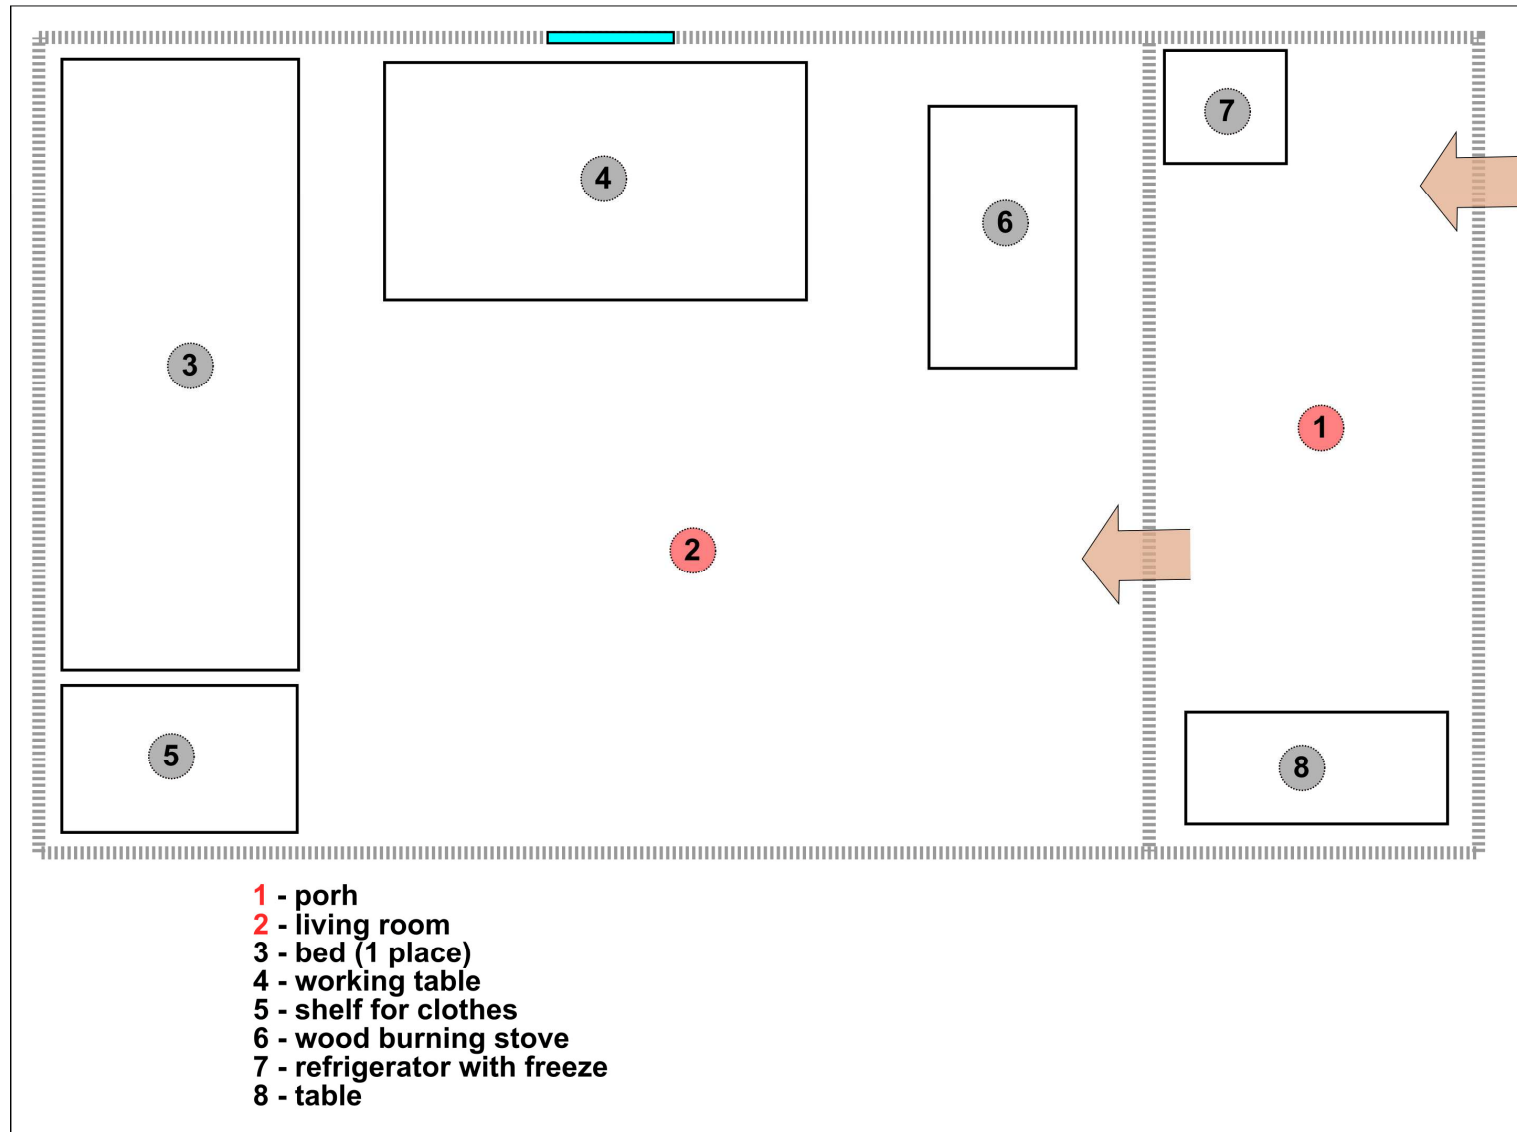 7
4
6
3
1
2
5
8
1 - porh
2 - living room
3 - bed (1 place)
4 - working table
5 - shelf for clothes
6 - wood burning stove
7 - refrigerator with freeze
8 - table